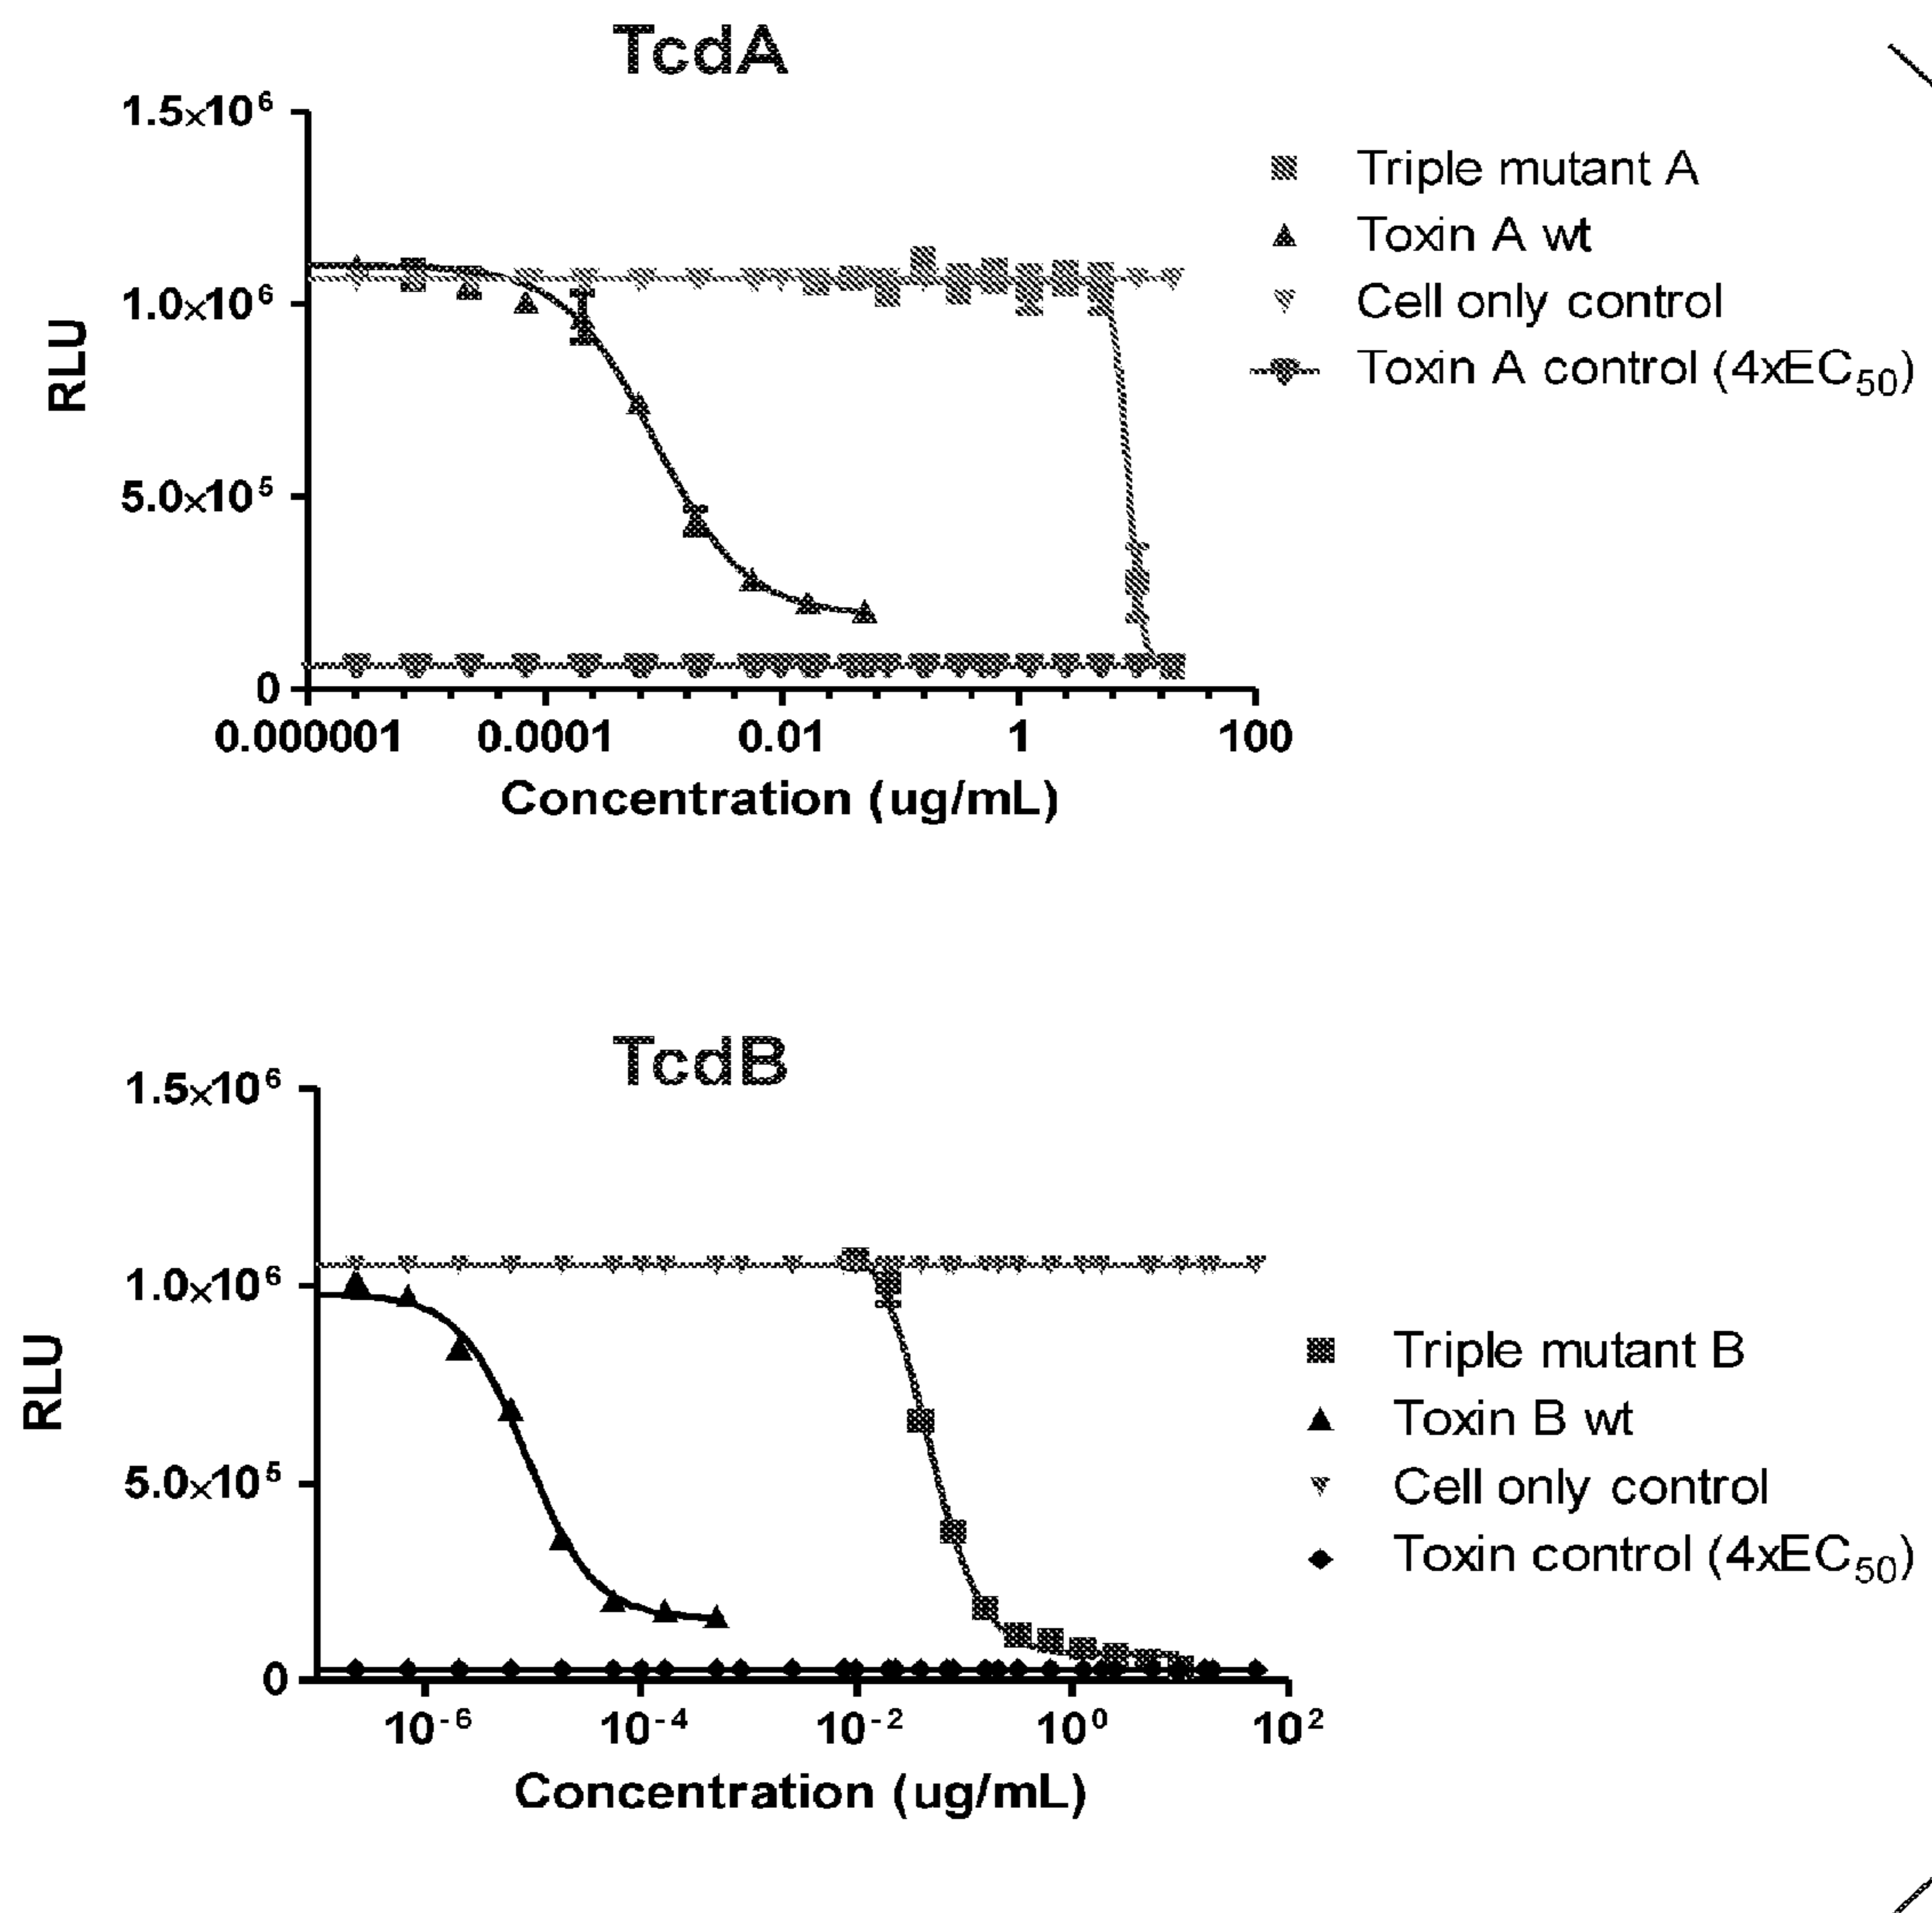 TcdA
1.5×10⁶
1.0×10⁶
5.0×10⁵
0
RLU
0.000001 0.0001 0.01 1 100
Concentration (ug/mL)
Triple mutant A
Toxin A wt
Cell only control
Toxin A control (4xEC₅₀)
TcdB
1.5×10⁶
1.0×10⁶
5.0×10⁵
0
RLU
10⁻⁶ 10⁻⁴ 10⁻² 10⁰ 10²
Concentration (ug/mL)
Triple mutant B
Toxin B wt
Cell only control
Toxin control (4xEC₅₀)